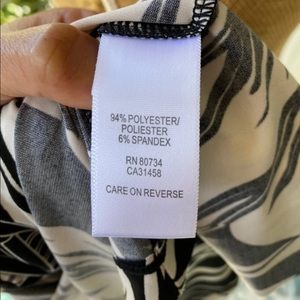 94% POLYESTER/
POLIESTER
6% SPANDEX
RN 80734
CA31458
CARE ON REVERSE